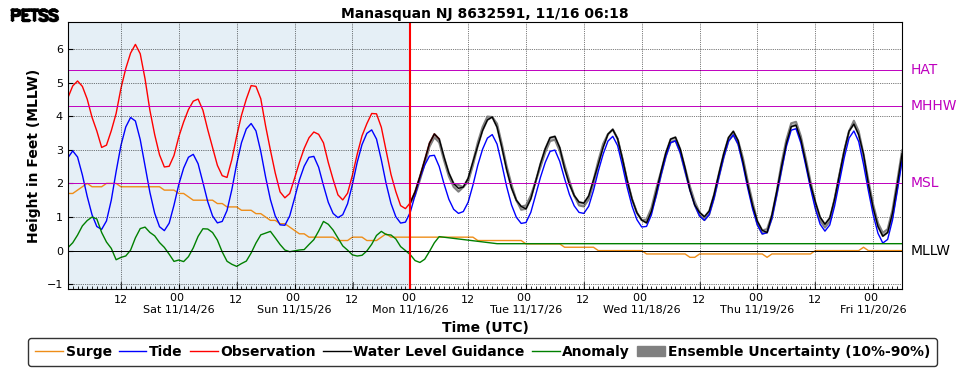 PETSS
Manasquan NJ 8632591, 11/16 06:18
Height in Feet (MLLW)
6
5
4
3
2
1
0
−1
HAT
MHHW
MSL
MLLW
12 00 12 00 12 00 12 00 12 00 12 00 12 00
Sat 11/14/26 Sun 11/15/26 Mon 11/16/26 Tue 11/17/26 Wed 11/18/26 Thu 11/19/26 Fri 11/20/26
Time (UTC)
Surge Tide Observation Water Level Guidance Anomaly Ensemble Uncertainty (10%-90%)